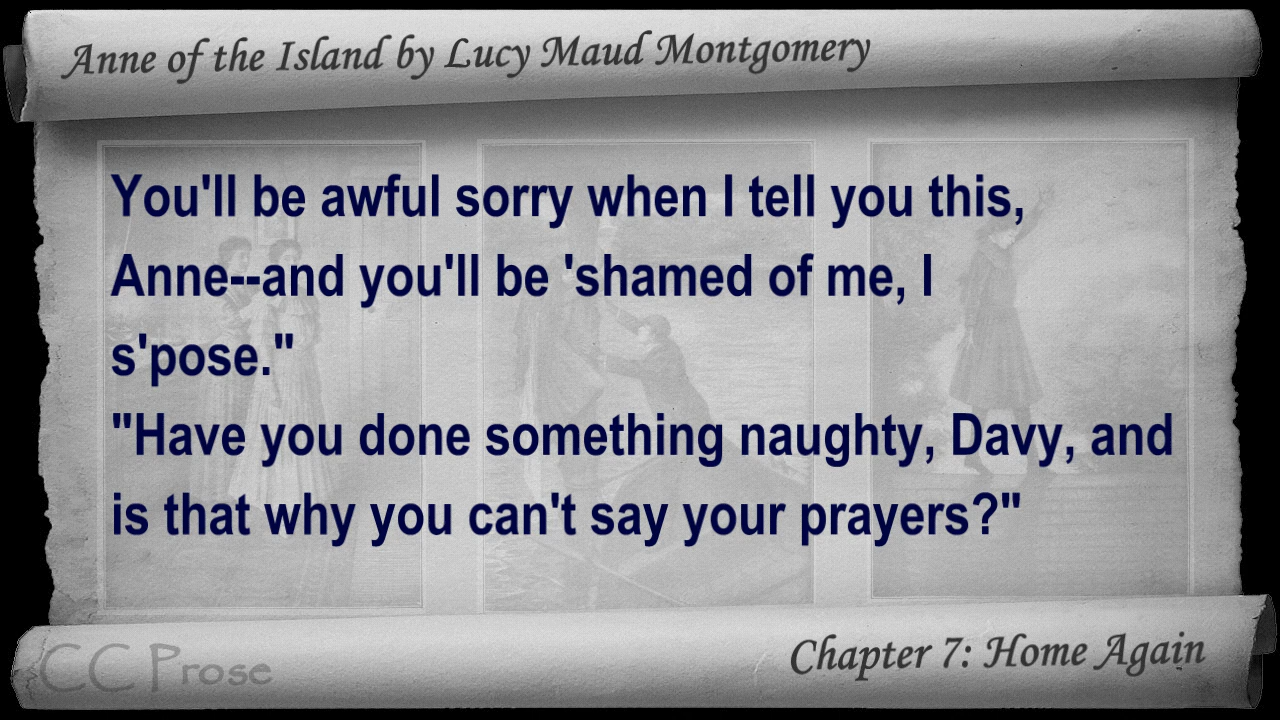 Anne of the Island by Lucy Maud Montgomery
You'll be awful sorry when I tell you this,
Anne--and you'll be 'shamed of me, I
s'pose."
"Have you done something naughty, Davy, and
is that why you can't say your prayers?"
CC Prose
Chapter 7: Home Again